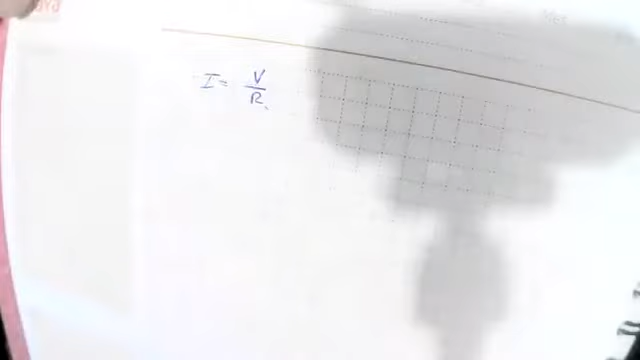 I = V/R